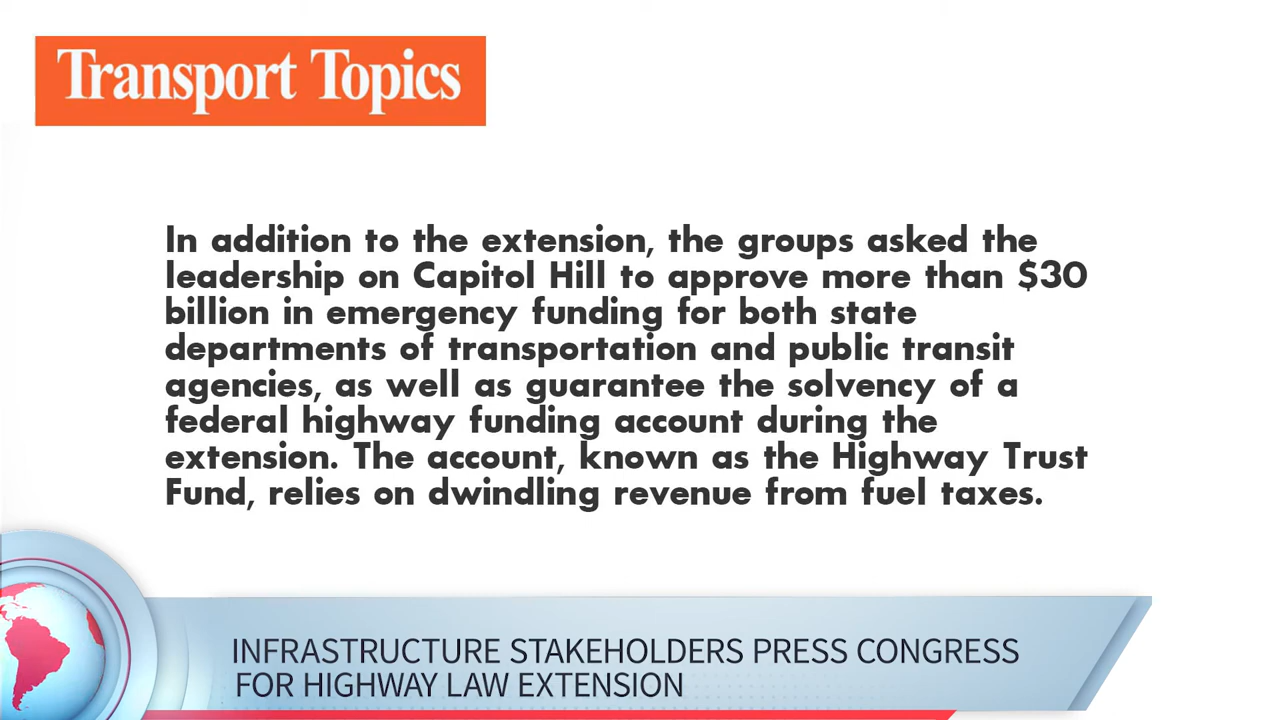 Transport Topics
In addition to the extension, the groups asked the
leadership on Capitol Hill to approve more than $30
billion in emergency funding for both state
departments of transportation and public transit
agencies, as well as guarantee the solvency of a
federal highway funding account during the
extension. The account, known as the Highway Trust
Fund, relies on dwindling revenue from fuel taxes.
INFRASTRUCTURE STAKEHOLDERS PRESS CONGRESS
FOR HIGHWAY LAW EXTENSION